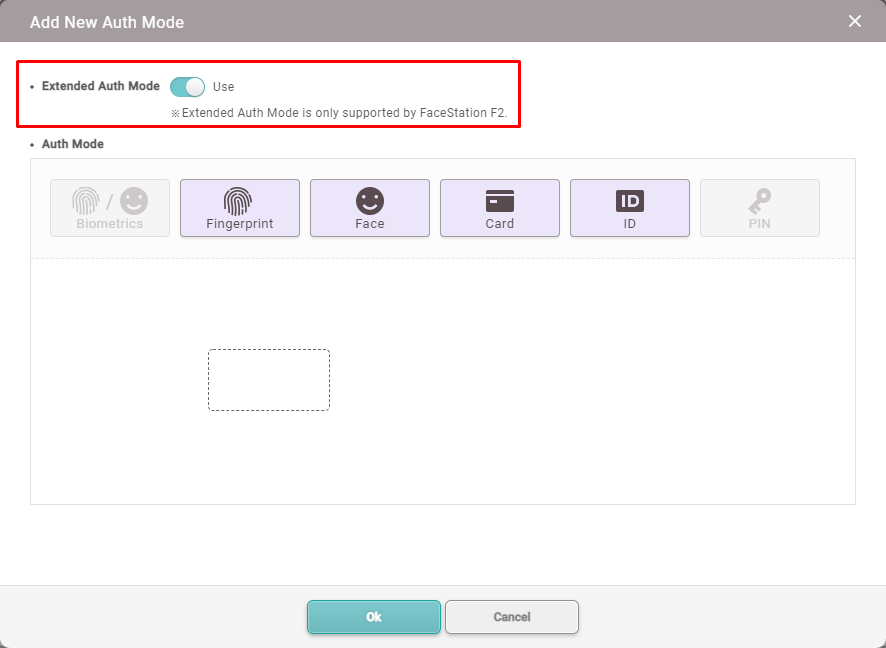 Add New Auth Mode
• Extended Auth Mode Use
※Extended Auth Mode is only supported by FaceStation F2.
• Auth Mode
/
Biometrics Fingerprint Face Card ID ID PIN
Ok Cancel